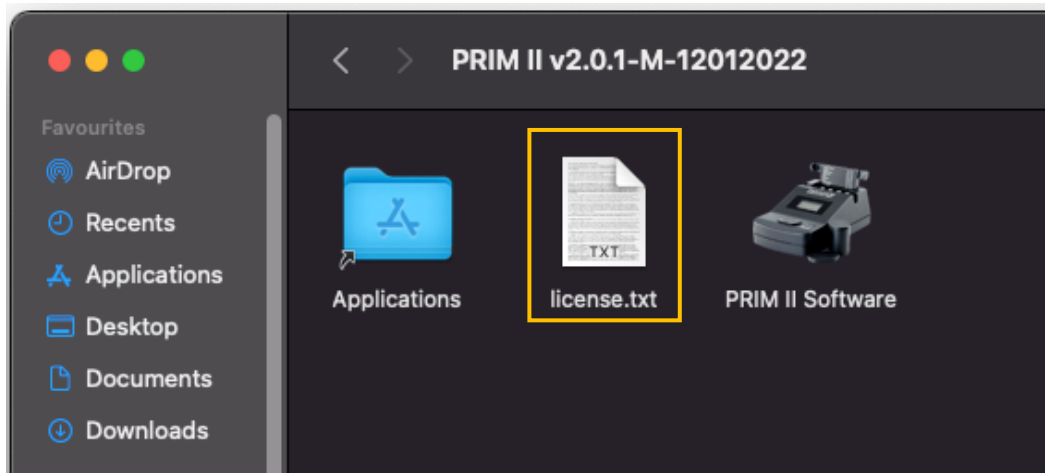 PRIM II v2.0.1-M-12012022
Favourites
AirDrop
Recents
Applications
Desktop
Documents
Downloads
TXT
Applications
license.txt
PRIM II Software